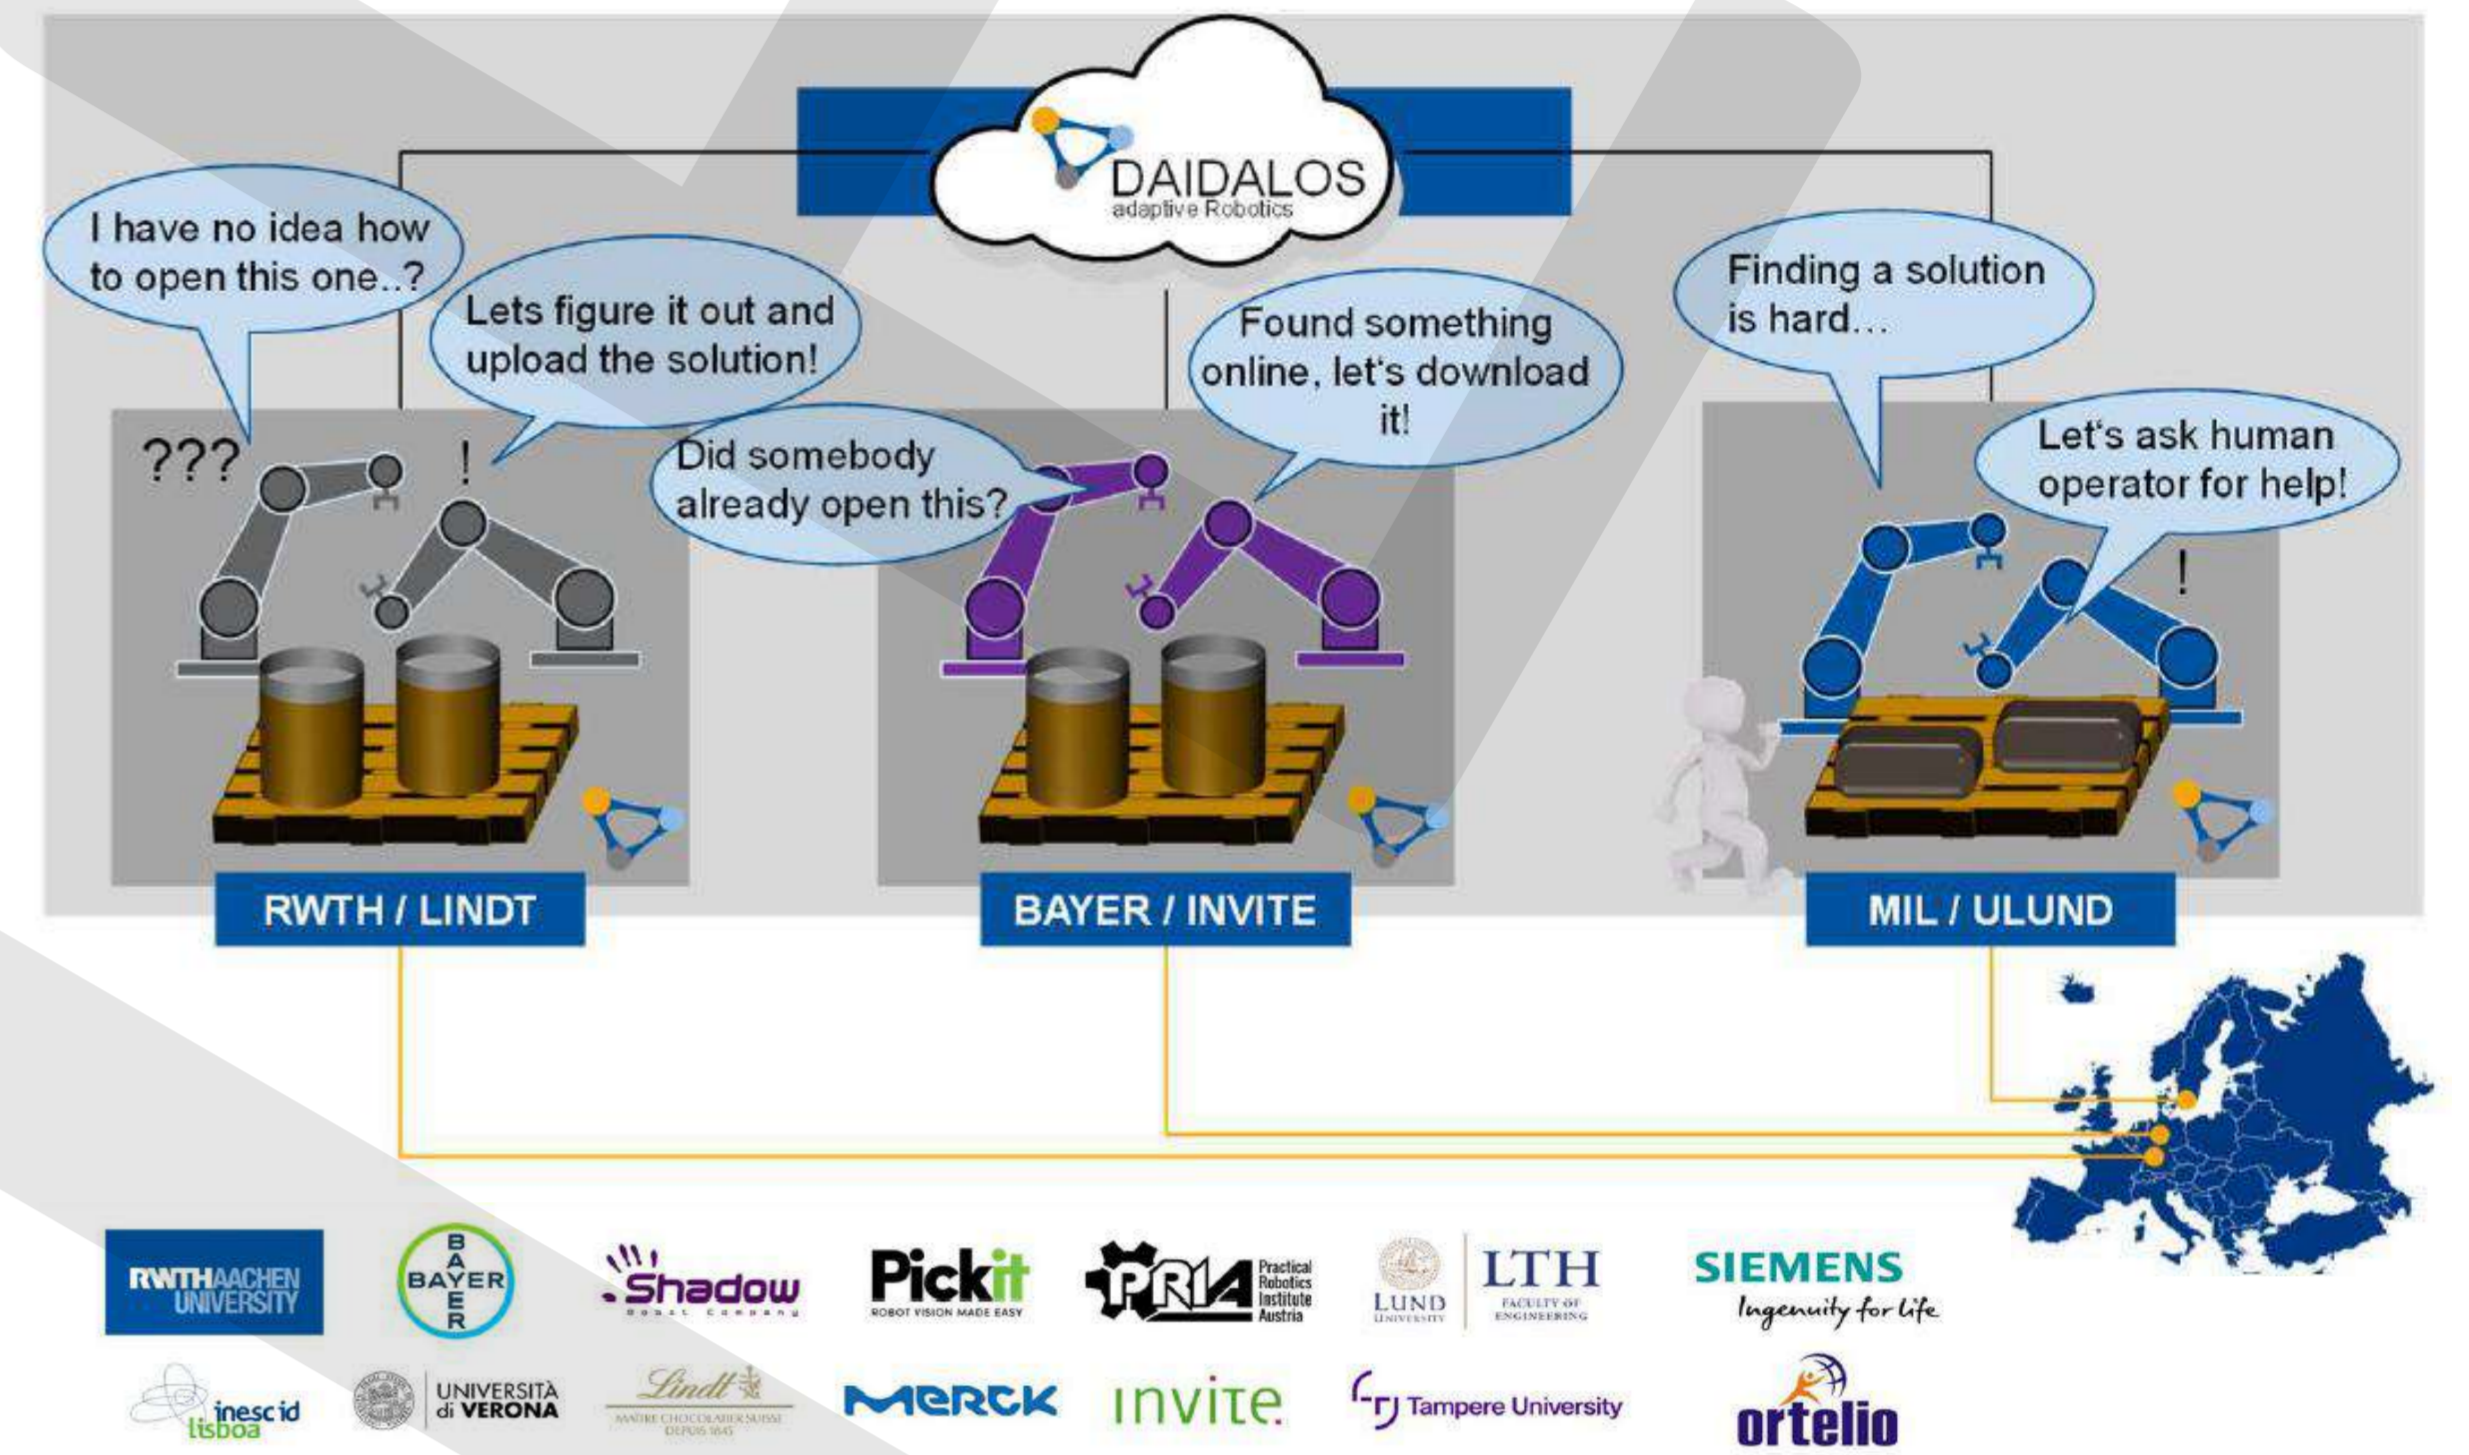 DAIDALOS
adaptive Robotics
I have no idea how
to open this one..?
Lets figure it out and
upload the solution!
Did somebody
already open this?
Found something
online, let's download
it!
Finding a solution
is hard...
Let's ask human
operator for help!
???
!
!
RWTH / LINDT
BAYER / INVITE
MIL / ULUND
RWTHAACHEN
UNIVERSITY
BAYER
BAYER
Shadow
Robot Company
Pickit
ROBOT VISION MADE EASY
PRIA
Practical
Robotics
Institute
Austria
LUND
UNIVERSITY
LTH
FACULTY OF
ENGINEERING
SIEMENS
Ingenuity for life
inesc id
lisboa
UNIVERSITÀ
di VERONA
Lindt
MAÎTRE CHOCOLATIER SUISSE
DEPUIS 1845
MERCK
invite.
Tampere University
ortelio